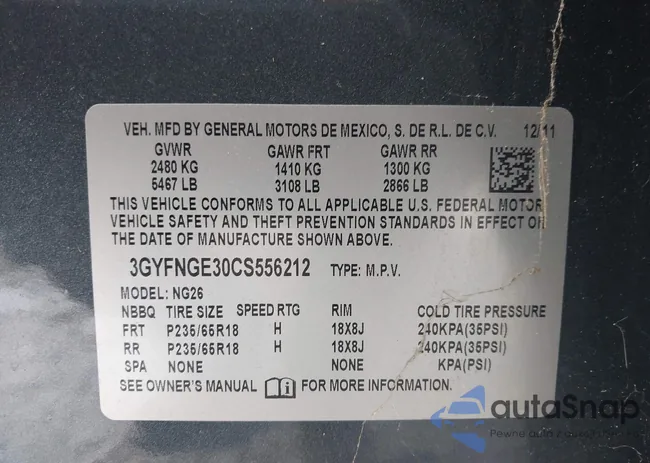 VEH. MFD BY GENERAL MOTORS DE MEXICO, S. DE R.L. DE C.V. 12/11
GVWR GAWR FRT GAWR RR
2480 KG 1410 KG 1300 KG
5467 LB 3108 LB 2866 LB
THIS VEHICLE CONFORMS TO ALL APPLICABLE U.S. FEDERAL MOTOR
VEHICLE SAFETY AND THEFT PREVENTION STANDARDS IN EFFECT ON
THE DATE OF MANUFACTURE SHOWN ABOVE.
3GYFNGE30CS556212 TYPE: M.P.V.
MODEL: NG26
NBBQ TIRE SIZE SPEED RTG RIM COLD TIRE PRESSURE
FRT P235/65R18 H 18X8J 240KPA(35PSI)
RR P235/65R18 H 18X8J 240KPA(35PSI)
SPA NONE NONE KPA(PSI)
SEE OWNER'S MANUAL FOR MORE INFORMATION.
autaSnap
Pewne auto z